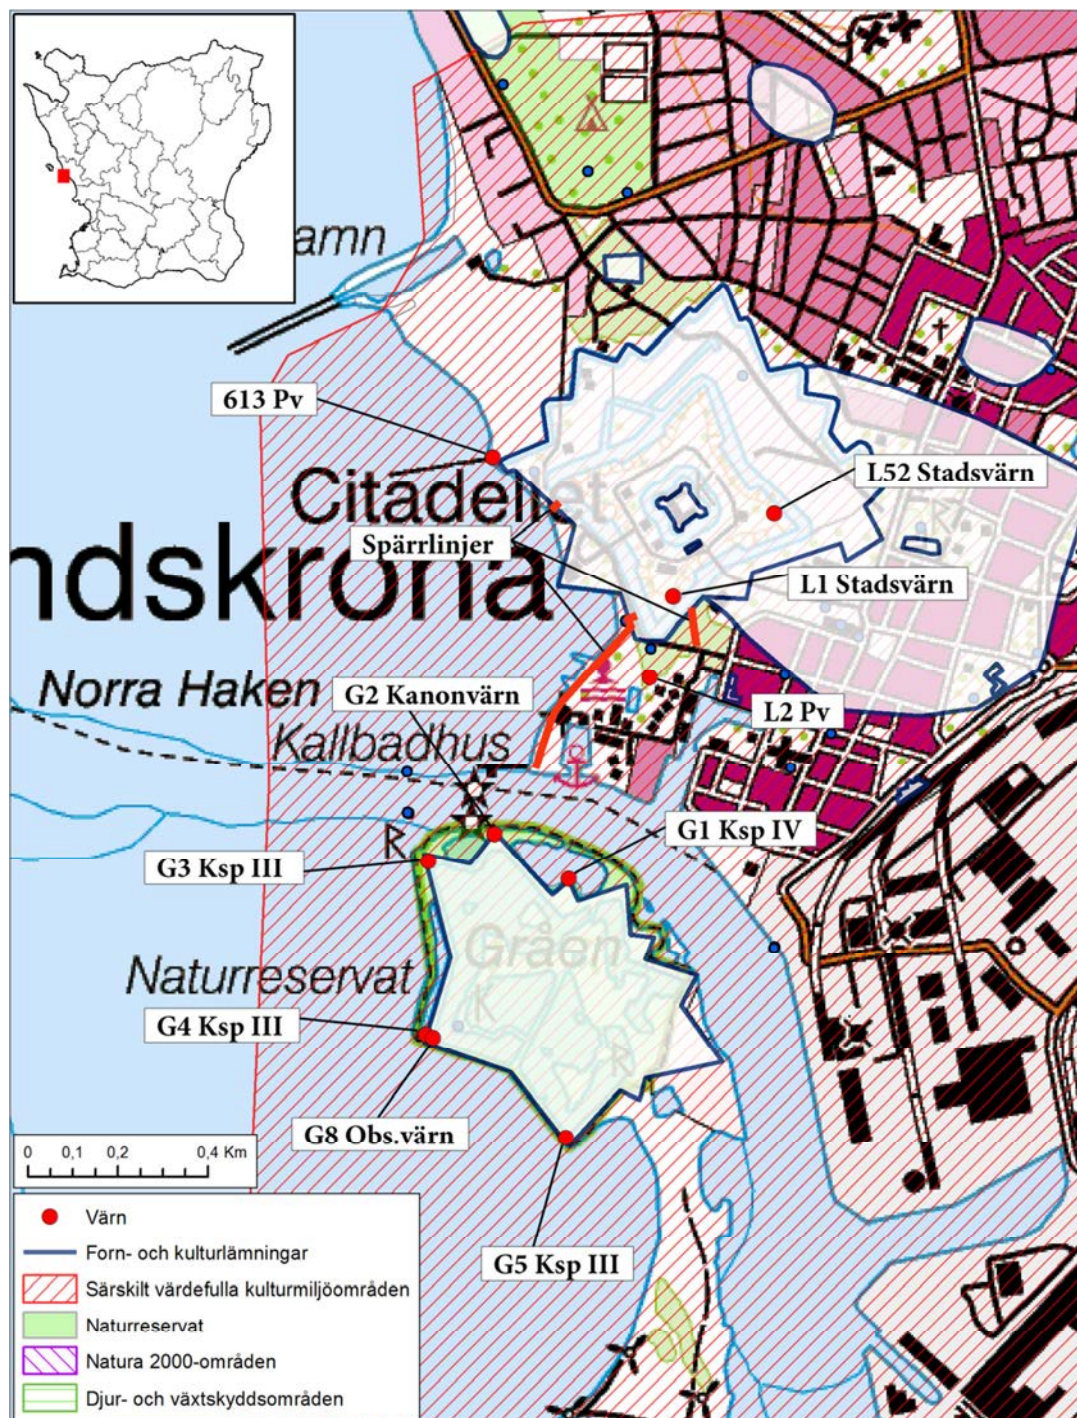 amn
613 Pv
Citadellet
L52 Stadsvärn
Spärrlinjer
ndskrona
L1 Stadsvärn
Norra Haken
G2 Kanonvärn
L2 Pv
Kallbadhus
G1 Ksp IV
R
G3 Ksp III
Gråen
Naturreservat
K
G4 Ksp III
R
G8 Obs.värn
0 0,1 0,2 0,4 Km
G5 Ksp III
Värn
Forn- och kulturlämningar
Särskilt värdefulla kulturmiljöområden
Naturreservat
Natura 2000-områden
Djur- och växtskyddsområden